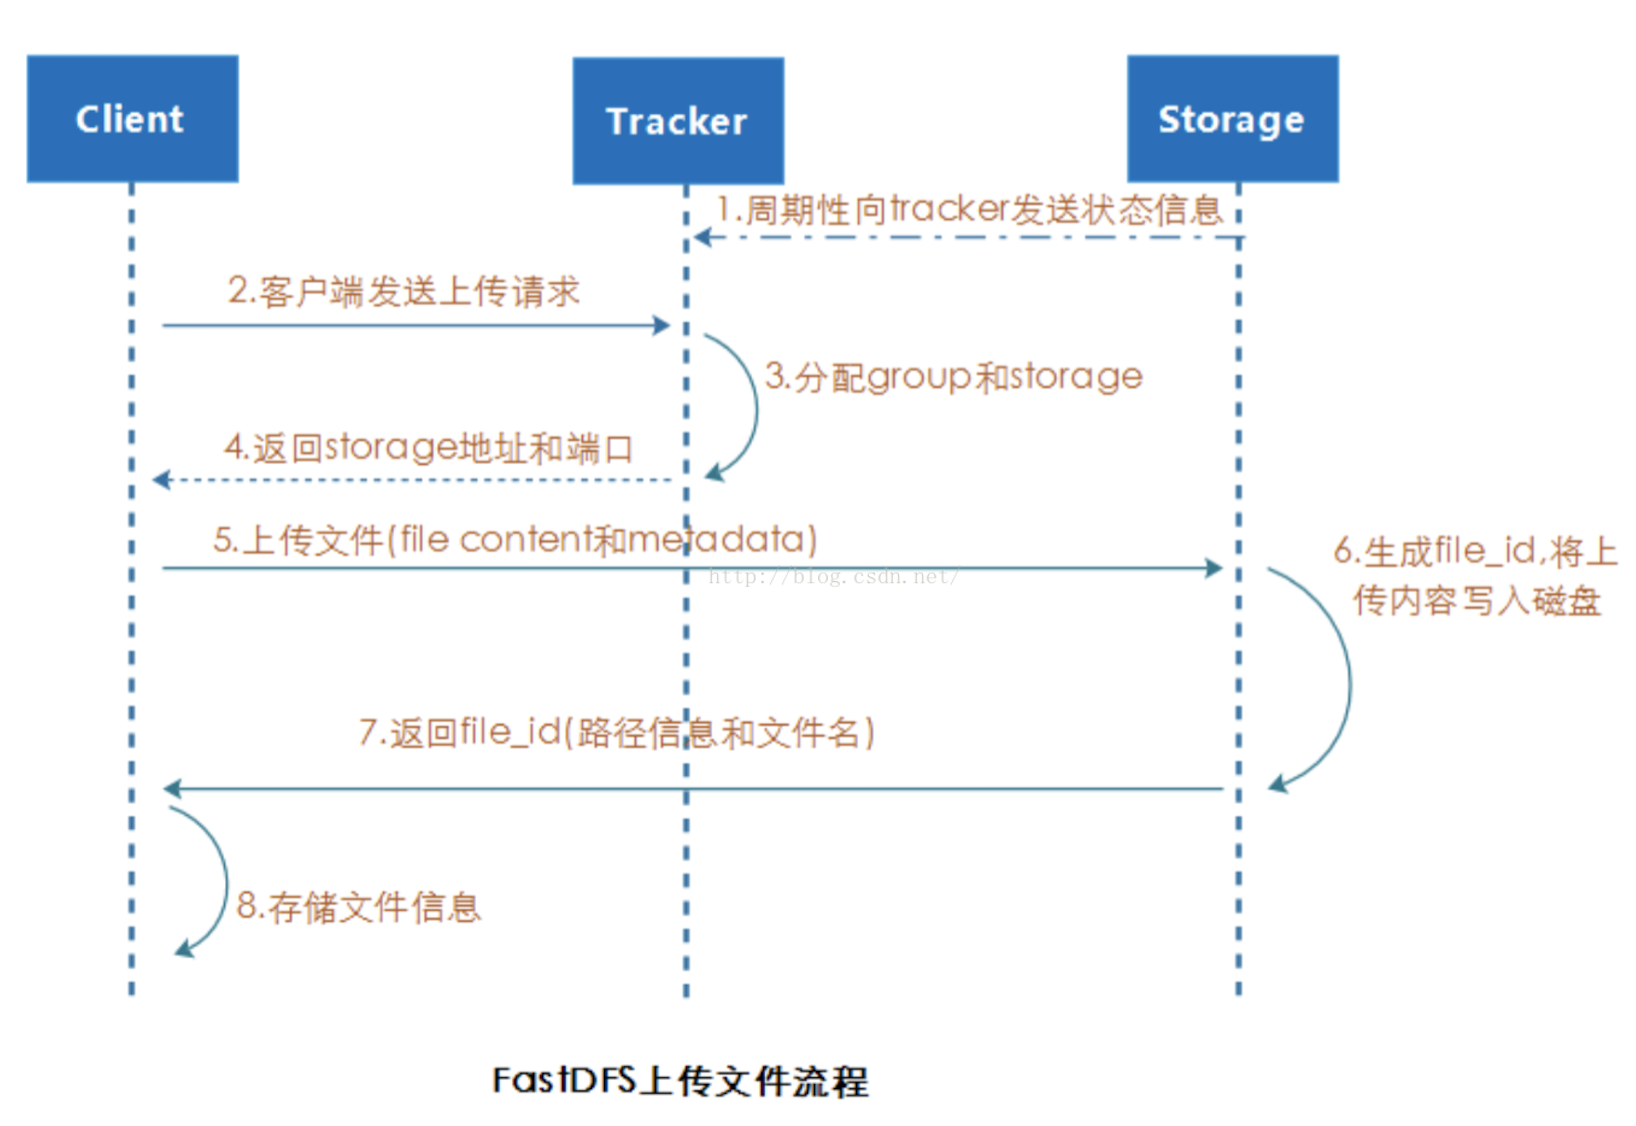 Client
Tracker
Storage
1.周期性向tracker发送状态信息
2.客户端发送上传请求
3.分配group和storage
4.返回storage地址和端口
5.上传文件(file content和metadata)
http://blog.csdn.net/
6.生成file_id,将上
传内容写入磁盘
7.返回file_id(路径信息和文件名)
8.存储文件信息
FastDFS上传文件流程